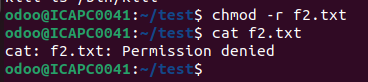 odoo@ICAPC0041:~/test$ chmod -r f2.txt
odoo@ICAPC0041:~/test$ cat f2.txt
cat: f2.txt: Permission denied
odoo@ICAPC0041:~/test$